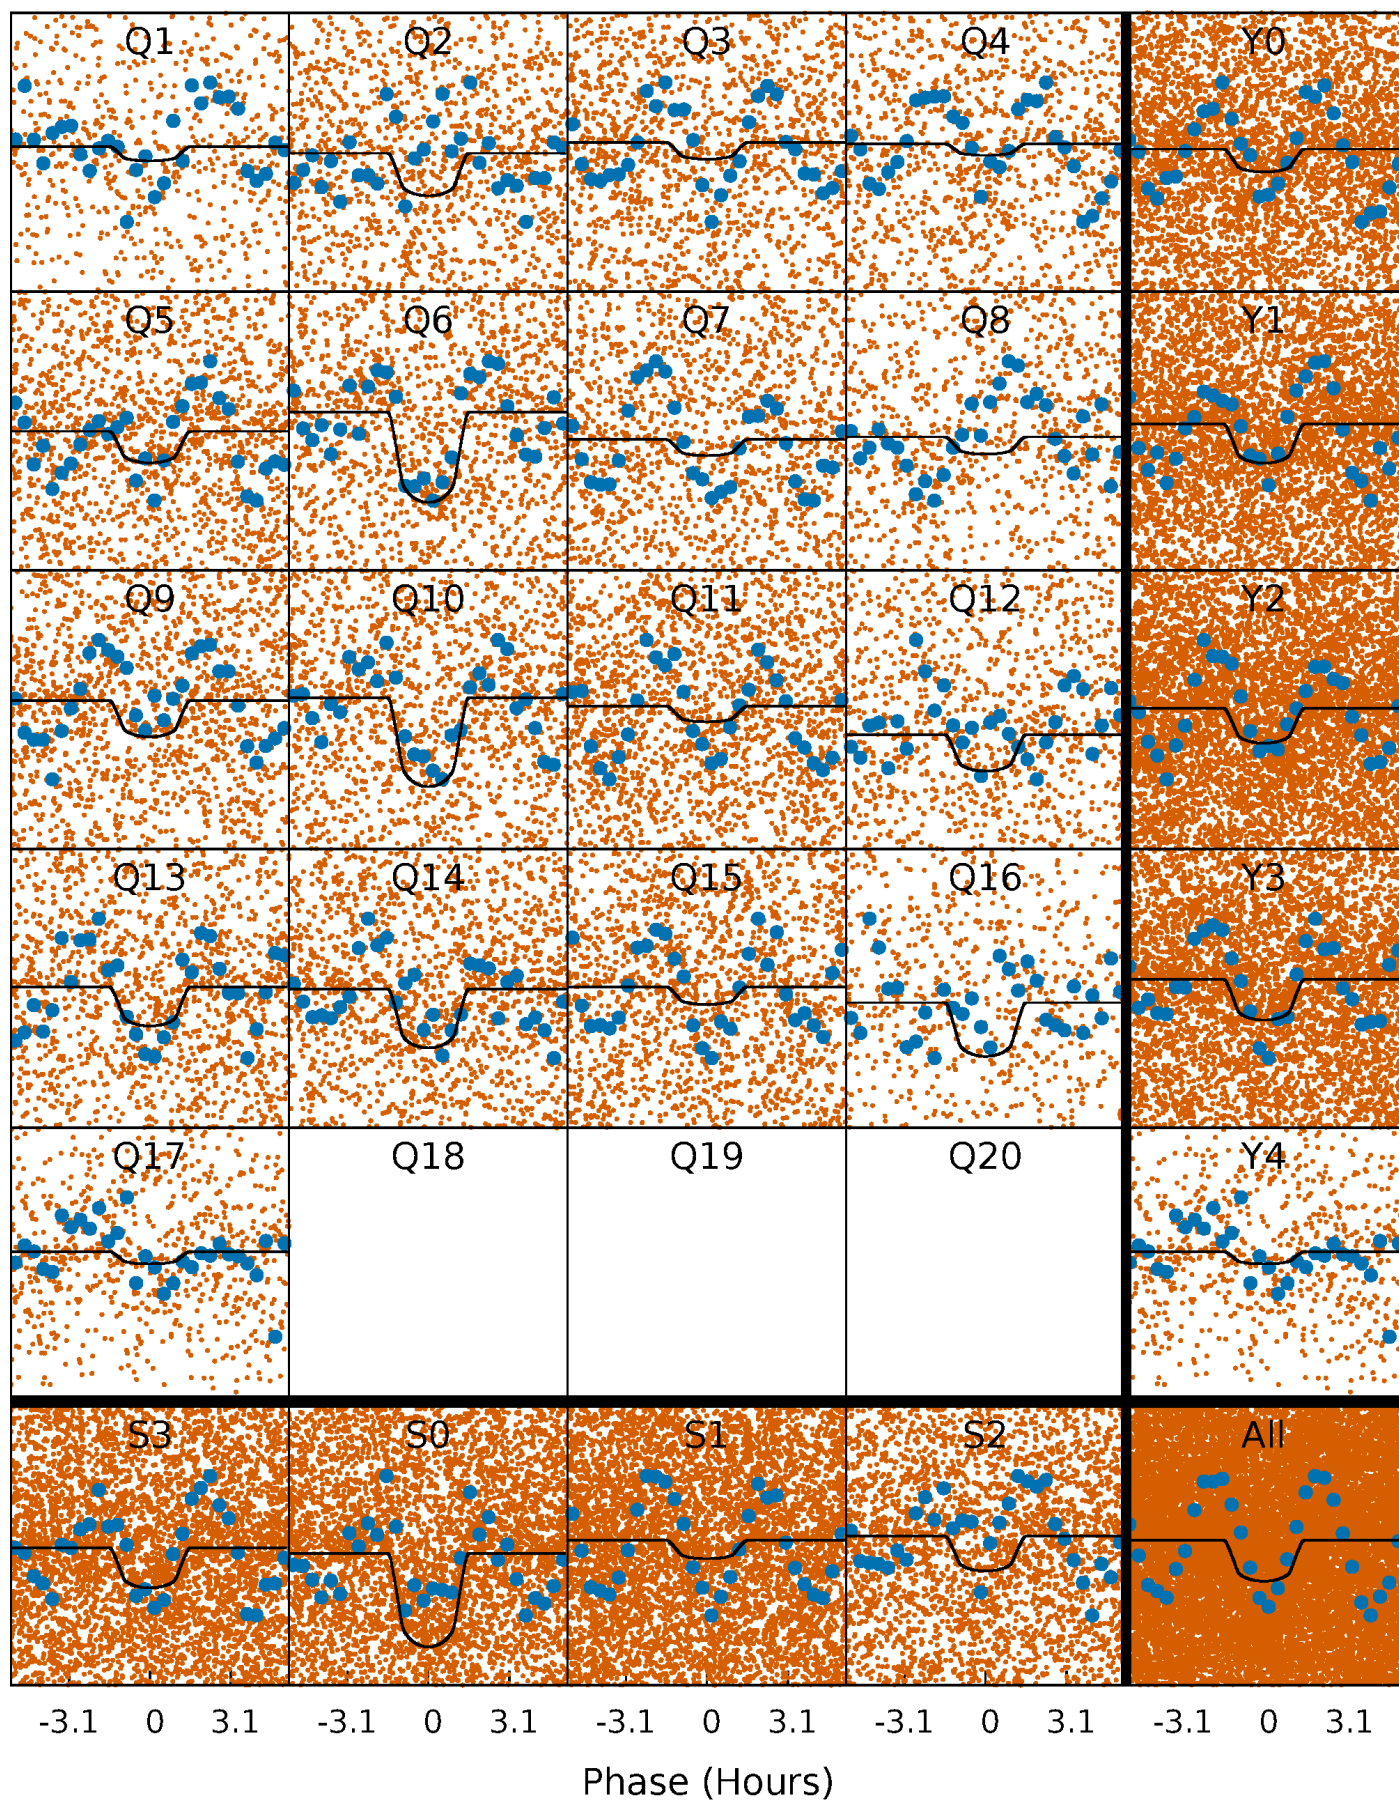 Q1 Q2 Q3 Q4 Y0
Q5 Q6 Q7 Q8 Y1
Q9 Q10 Q11 Q12 Y2
Q13 Q14 Q15 Q16 Y3
Q17 Q18 Q19 Q20 Y4
S3 S0 S1 S2 All
-3.1 0 3.1 -3.1 0 3.1 -3.1 0 3.1 -3.1 0 3.1 -3.1 0 3.1
Phase (Hours)